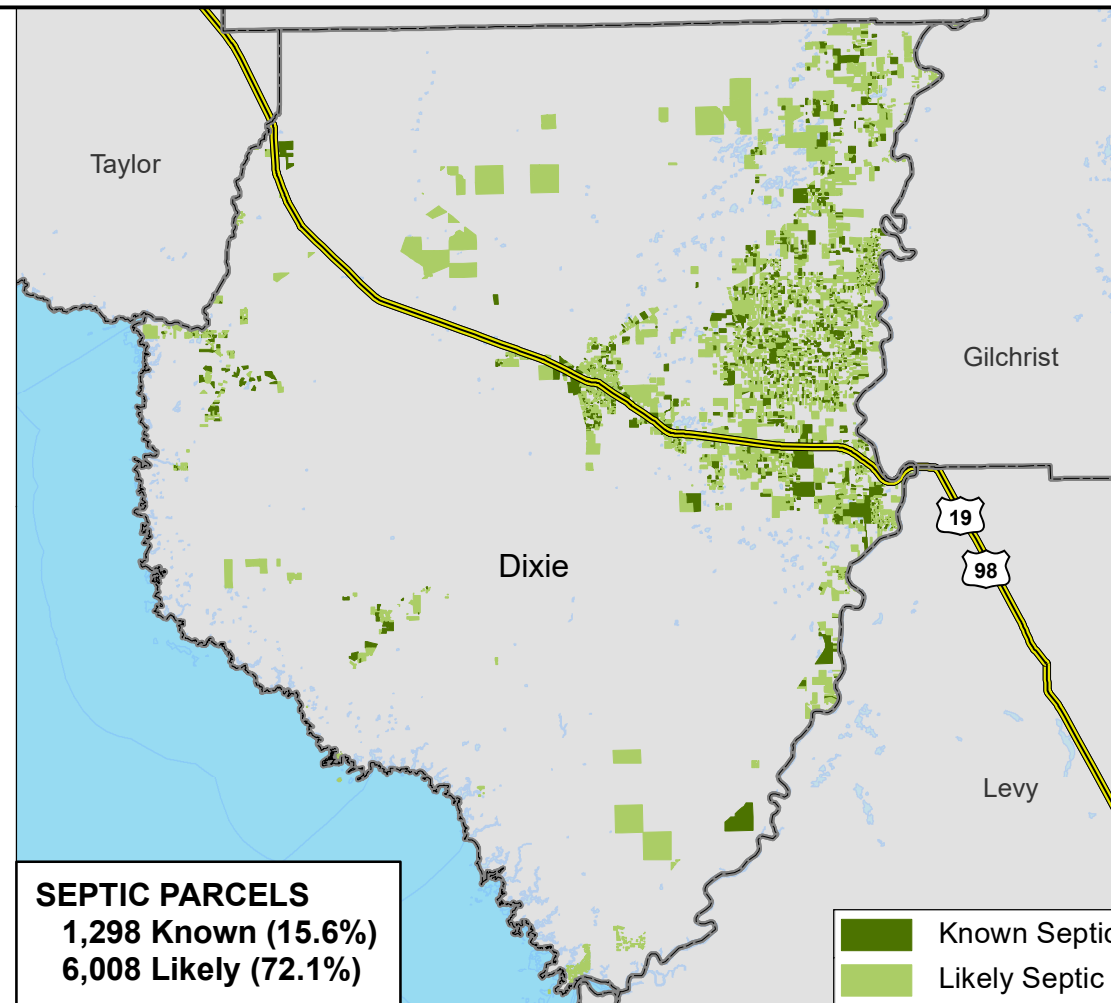 Taylor
Gilchrist
19
98
Dixie
Levy
SEPTIC PARCELS
1,298 Known (15.6%)
6,008 Likely (72.1%)
Known Septic
Likely Septic